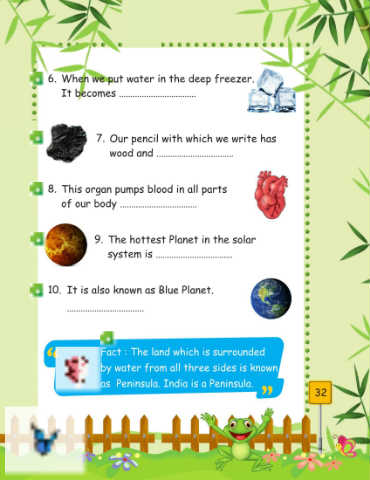 6. When we put water in the deep freezer.
It becomes ..................................
7. Our pencil with which we write has
wood and ..................................
8. This organ pumps blood in all parts
of our body ..................................
9. The hottest Planet in the solar
system is ..................................
10. It is also known as Blue Planet.
..................................
Fact : The land which is surrounded
by water from all three sides is known
as Peninsula. India is a Peninsula.
32